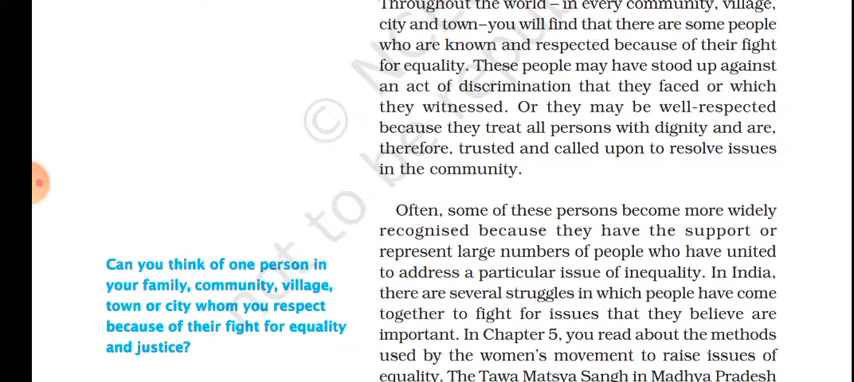 Throughout the world – in every community, village,
city and town–you will find that there are some people
who are known and respected because of their fight
for equality. These people may have stood up against
an act of discrimination that they faced or which
they witnessed. Or they may be well-respected
because they treat all persons with dignity and are,
therefore, trusted and called upon to resolve issues
in the community.
Often, some of these persons become more widely
recognised because they have the support or
represent large numbers of people who have united
to address a particular issue of inequality. In India,
there are several struggles in which people have come
together to fight for issues that they believe are
important. In Chapter 5, you read about the methods
used by the women's movement to raise issues of
equality. The Tawa Matsya Sangh in Madhya Pradesh
Can you think of one person in
your family, community, village,
town or city whom you respect
because of their fight for equality
and justice?
© NC
not to be repu